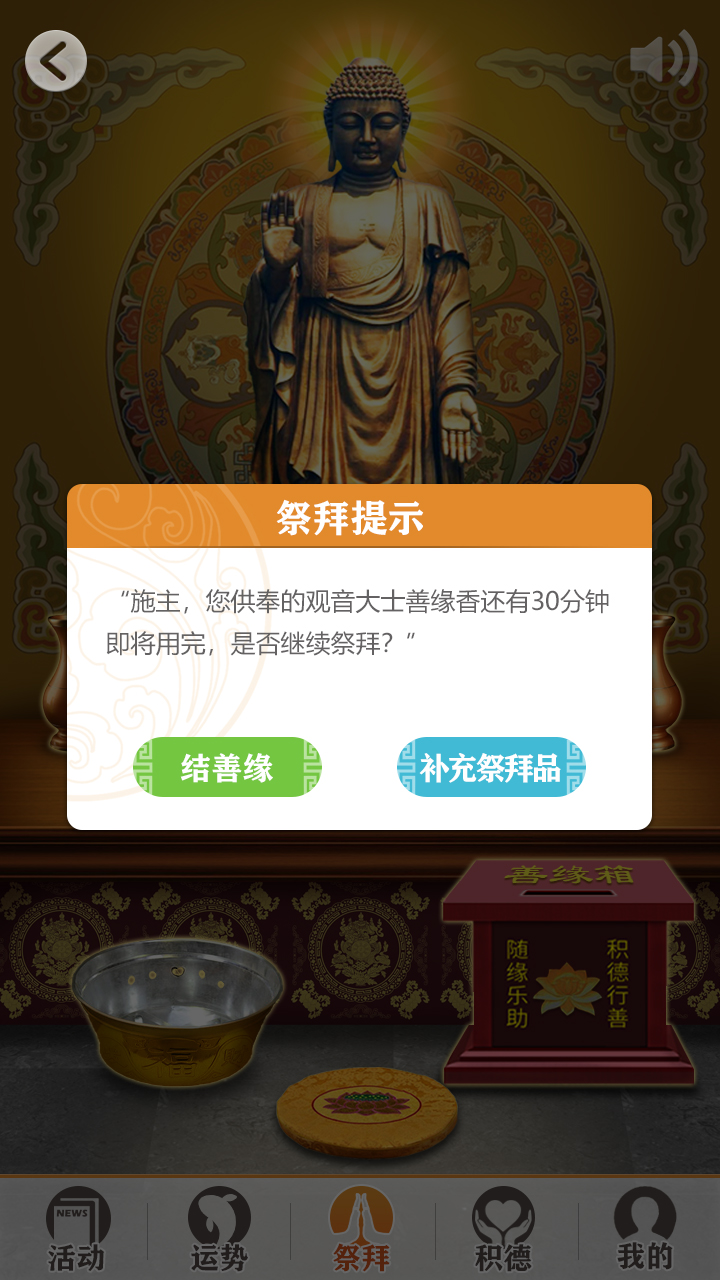 祭拜提示
“施主，您供奉的观音大士善缘香还有30分钟
即将用完，是否继续祭拜？”
结善缘
补充祭拜品
善缘箱
随缘乐助
积德行善
NEWS
活动
运势
祭拜
积德
我的